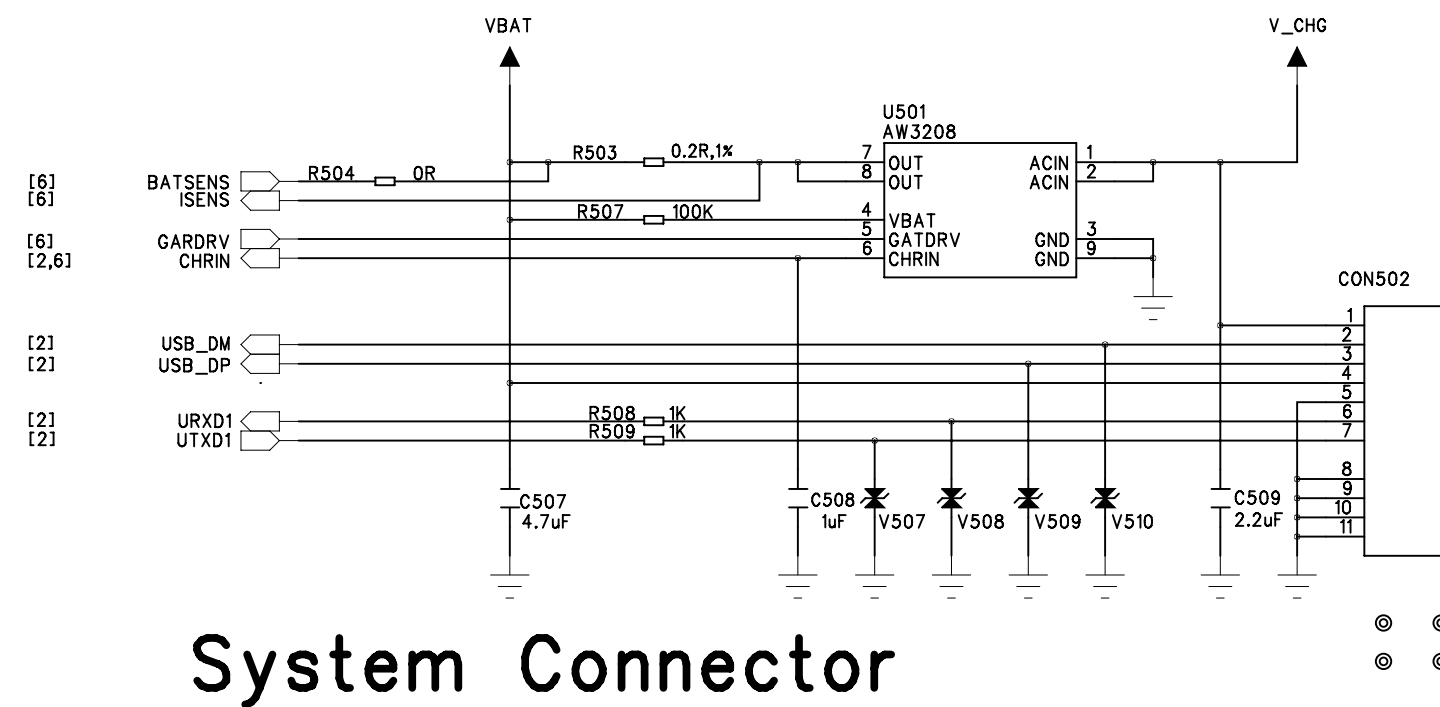 VBAT
V_CHG
U501
AW3208
R503 0.2R,1%
7 OUT ACIN 1
8 OUT ACIN 2
[6] BATSENS R504 0R
[6] ISENS
R507 100K 4 VBAT
[6] GARDRV 5 GATDRV GND 3
[2,6] CHRIN 6 CHRIN GND 9
CON502
1
[2] USB_DM 2
[2] USB_DP 3
4
5
[2] URXD1 R508 1K 6
[2] UTXD1 R509 1K 7
8
9
10
11
C507
4.7uF
C508
1uF
V507
V508
V509
V510
C509
2.2uF
System Connector